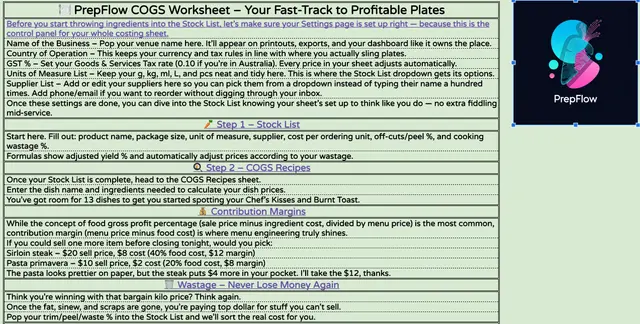 🍽️ PrepFlow COGS Worksheet – Your Fast-Track to Profitable Plates
Before you start throwing ingredients into the Stock List, let's make sure your Settings page is set up right — because this is the
control panel for your whole costing sheet.
Name of the Business – Pop your venue name here. It'll appear on printouts, exports, and your dashboard like it owns the place.
Country of Operation – This keeps your currency and tax rules in line with where you actually sling plates.
GST % – Set your Goods & Services Tax rate (0.10 if you're in Australia). Every price in your sheet adjusts automatically.
Units of Measure List – Keep your g, kg, ml, L, and pcs neat and tidy here. This is where the Stock List dropdown gets its options.
Supplier List – Add or edit your suppliers here so you can pick them from a dropdown instead of typing their name a hundred
times. Add phone/email if you want to reorder without digging through your inbox.
Once these settings are done, you can dive into the Stock List knowing your sheet's set up to think like you do — no extra fiddling
mid-service.
🥕 Step 1 – Stock List
Start here. Fill out: product name, package size, unit of measure, supplier, cost per ordering unit, off-cuts/peel %, and cooking
wastage %.
Formulas show adjusted yield % and automatically adjust prices according to your wastage.
🍳 Step 2 – COGS Recipes
Once your Stock List is complete, head to the COGS Recipes sheet.
Enter the dish name and ingredients needed to calculate your dish prices.
You've got room for 13 dishes to get you started spotting your Chef's Kisses and Burnt Toast.
💰 Contribution Margins
While the concept of food gross profit percentage (sale price minus ingredient cost, divided by menu price) is the most common,
contribution margin (menu price minus food cost) is where menu engineering truly shines.
If you could sell one more item before closing tonight, would you pick:
Sirloin steak – $20 sell price, $8 cost (40% food cost, $12 margin)
Pasta primavera – $10 sell price, $2 cost (20% food cost, $8 margin)
The pasta looks prettier on paper, but the steak puts $4 more in your pocket. I'll take the $12, thanks.
🗑️ Wastage – Never Lose Money Again
Think you're winning with that bargain kilo price? Think again.
Once the fat, sinew, and scraps are gone, you're paying top dollar for stuff you can't sell.
Pop your trim/peel/waste % into the Stock List and we'll sort the real cost for you.
PrepFlow